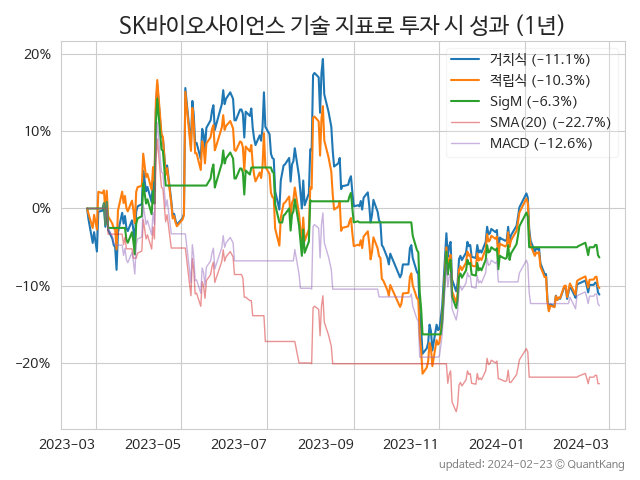 SK바이오사이언스 기술 지표로 투자 시 성과 (1년)
20%
10%
0%
−10%
−20%
거치식 (−11.1%)
적립식 (−10.3%)
SigM (−6.3%)
SMA(20) (−22.7%)
MACD (−12.6%)
2023-03
2023-05
2023-07
2023-09
2023-11
2024-01
2024-03
updated: 2024-02-23 ⓒ QuantKang